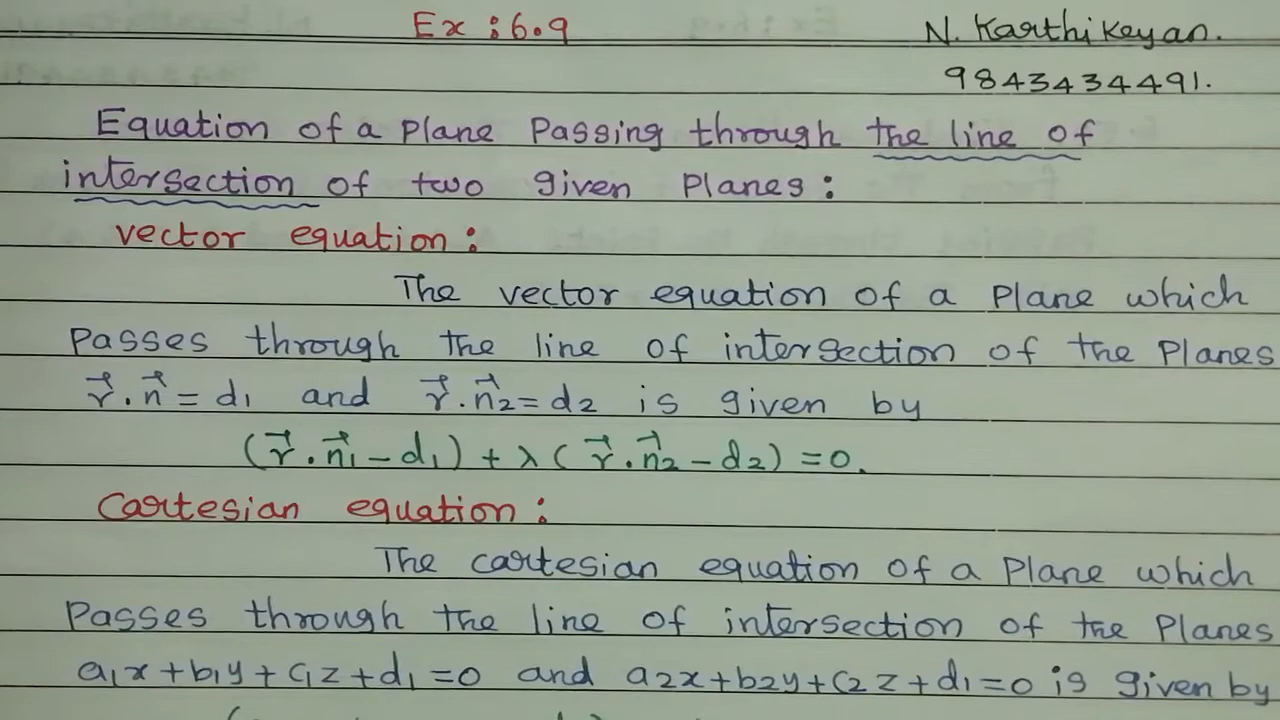 Ex : 6.9
N. Karthikeyan.
9843434491.
Equation of a Plane Passing through the line of
intersection of two given Planes :
vector equation :
The vector equation of a Plane which
Passes through the line of intersection of the Planes
r⃗.n⃗ = d₁ and r⃗.n⃗₂ = d₂ is given by
(r⃗.n⃗₁ - d₁) + λ(r⃗.n⃗₂ - d₂) = 0.
Cartesian equation :
The cartesian equation of a Plane which
Passes through the line of intersection of the Planes
a₁x + b₁y + c₁z + d₁ = 0 and a₂x + b₂y + c₂z + d₁ = 0 is given by